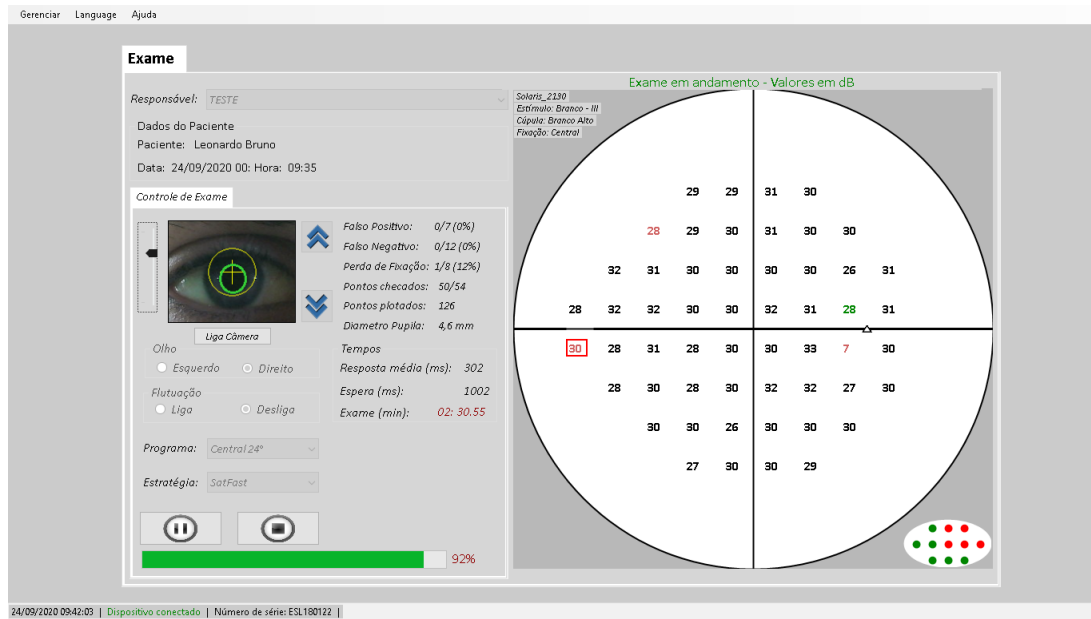 Gerenciar Language Ajuda
Exame
Exame em andamento - Valores em dB
Responsável: TESTE
Dados do Paciente
Paciente: Leonardo Bruno
Data: 24/09/2020 00: Hora: 09:35
Controle de Exame
Falso Positivo: 0/7 (0%)
Falso Negativo: 0/12 (0%)
Perda de Fixação: 1/8 (12%)
Pontos checados: 50/54
Pontos plotados: 126
Diametro Pupila: 4,6 mm
Liga Câmera
Olho
Esquerdo Direito
Flutuação
Liga Desliga
Tempos
Resposta média (ms): 302
Espera (ms): 1002
Exame (min): 02: 30.55
Programa: Central 24°
Estratégia: SatFast
92%
Solaris_2190
Estímulo: Branco - III
Cúpula: Branco Alto
Fixação: Central
29 29 31 30
28 29 30 31 30 30
32 31 30 30 30 30 26 31
28 32 32 30 30 32 31 28 31
30 28 31 28 30 30 33 7 30
28 30 28 30 32 32 27 30
30 30 26 30 30 30
27 30 30 29
24/09/2020 09:42:03 | Dispositivo conectado | Número de série: ESL180122 |